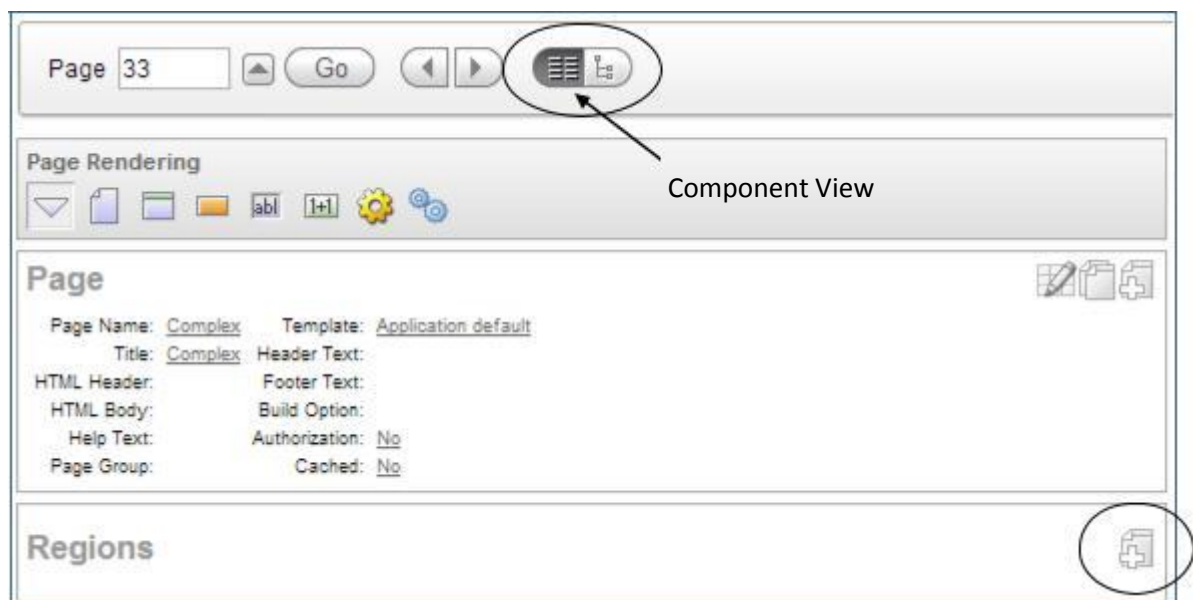 Page 33 Go
Component View
Page Rendering
abl 1+1
Page
Page Name: Complex Template: Application default
Title: Complex Header Text:
HTML Header: Footer Text:
HTML Body: Build Option:
Help Text: Authorization: No
Page Group: Cached: No
Regions